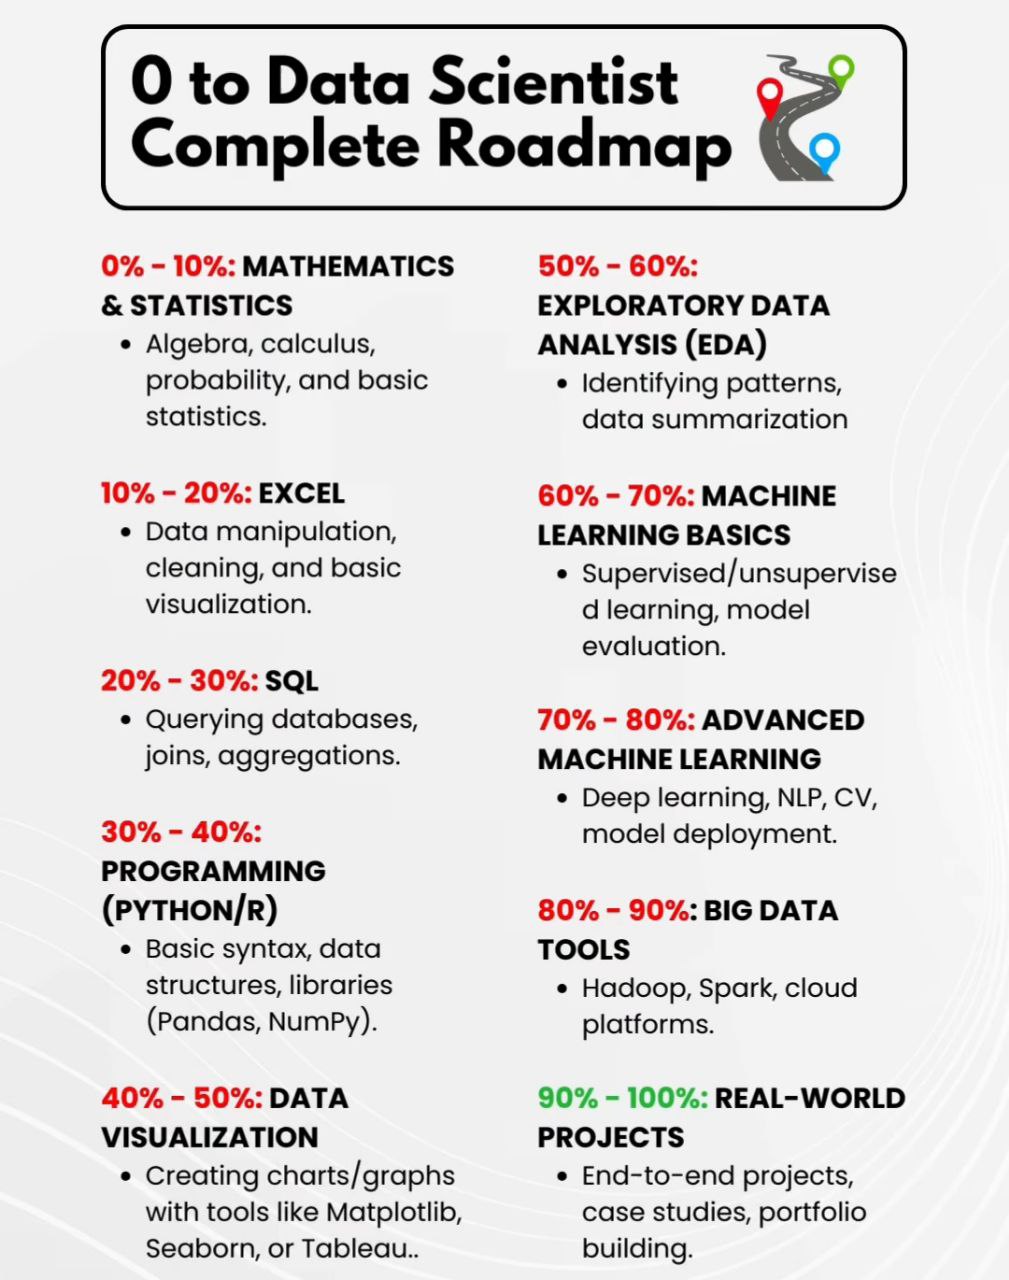 0 to Data Scientist
Complete Roadmap
0% - 10%: MATHEMATICS
& STATISTICS
• Algebra, calculus,
probability, and basic
statistics.
10% - 20%: EXCEL
• Data manipulation,
cleaning, and basic
visualization.
20% - 30%: SQL
• Querying databases,
joins, aggregations.
30% - 40%:
PROGRAMMING
(PYTHON/R)
• Basic syntax, data
structures, libraries
(Pandas, NumPy).
40% - 50%: DATA
VISUALIZATION
• Creating charts/graphs
with tools like Matplotlib,
Seaborn, or Tableau..
50% - 60%:
EXPLORATORY DATA
ANALYSIS (EDA)
• Identifying patterns,
data summarization
60% - 70%: MACHINE
LEARNING BASICS
• Supervised/unsupervise
d learning, model
evaluation.
70% - 80%: ADVANCED
MACHINE LEARNING
• Deep learning, NLP, CV,
model deployment.
80% - 90%: BIG DATA
TOOLS
• Hadoop, Spark, cloud
platforms.
90% - 100%: REAL-WORLD
PROJECTS
• End-to-end projects,
case studies, portfolio
building.